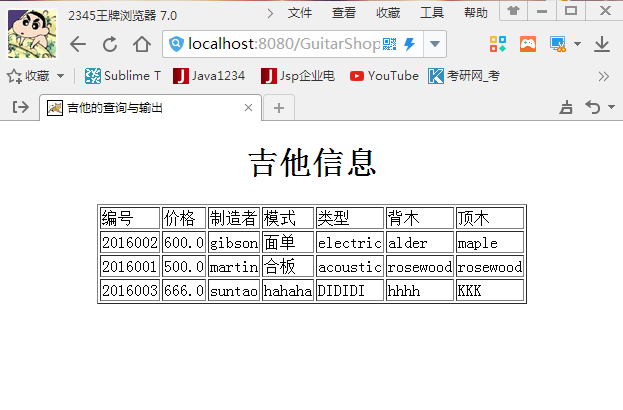 2345王牌浏览器 7.0 文件 查看 收藏 工具 帮助
localhost:8080/GuitarShop
收藏 Sublime T Java1234 Jsp企业电 YouTube 考研网_考
吉他的查询与输出
吉他信息
编号 价格 制造者 模式 类型 背木 顶木
2016002 600.0 gibson 面单 electric alder maple
2016001 500.0 martin 合板 acoustic rosewood rosewood
2016003 666.0 suntao hahaha DIDIDI hhhh KKK